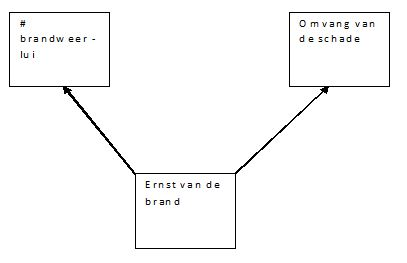 #
brandweer-
lui
Omvang van
de schade
Ernst van de
brand